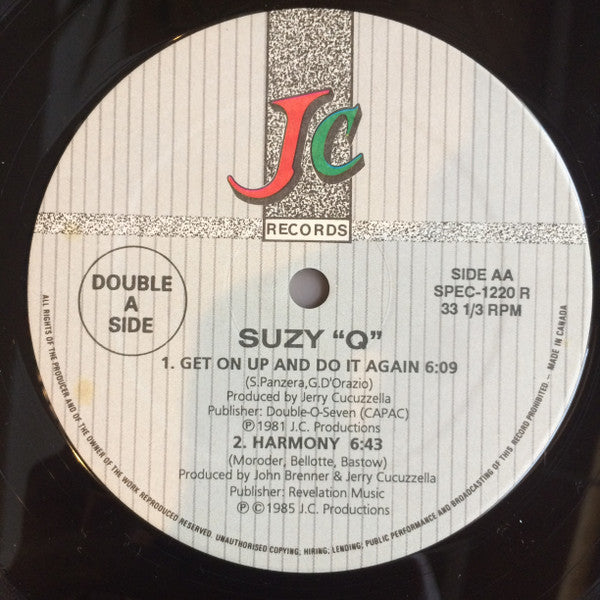 JC
RECORDS
DOUBLE
A
SIDE
SIDE AA
SPEC-1220 R
33 1/3 RPM
SUZY "Q"
1. GET ON UP AND DO IT AGAIN 6:09
(S.Panzera,G.D'Orazio)
Produced by Jerry Cucuzzella
Publisher: Double-O-Seven (CAPAC)
℗ 1981 J.C. Productions
2. HARMONY 6:43
(Moroder, Bellotte, Bastow)
Produced by John Brenner & Jerry Cucuzzella
Publisher: Revelation Music
℗ ©1985 J.C. Productions
ALL RIGHTS OF THE PRODUCER AND OF THE OWNER OF THE WORK REPRODUCED RESERVED. UNAUTHORISED COPYING; HIRING; LENDING; PUBLIC PERFORMANCE AND BROADCASTING OF THIS RECORD PROHIBITED. - MADE IN CANADA